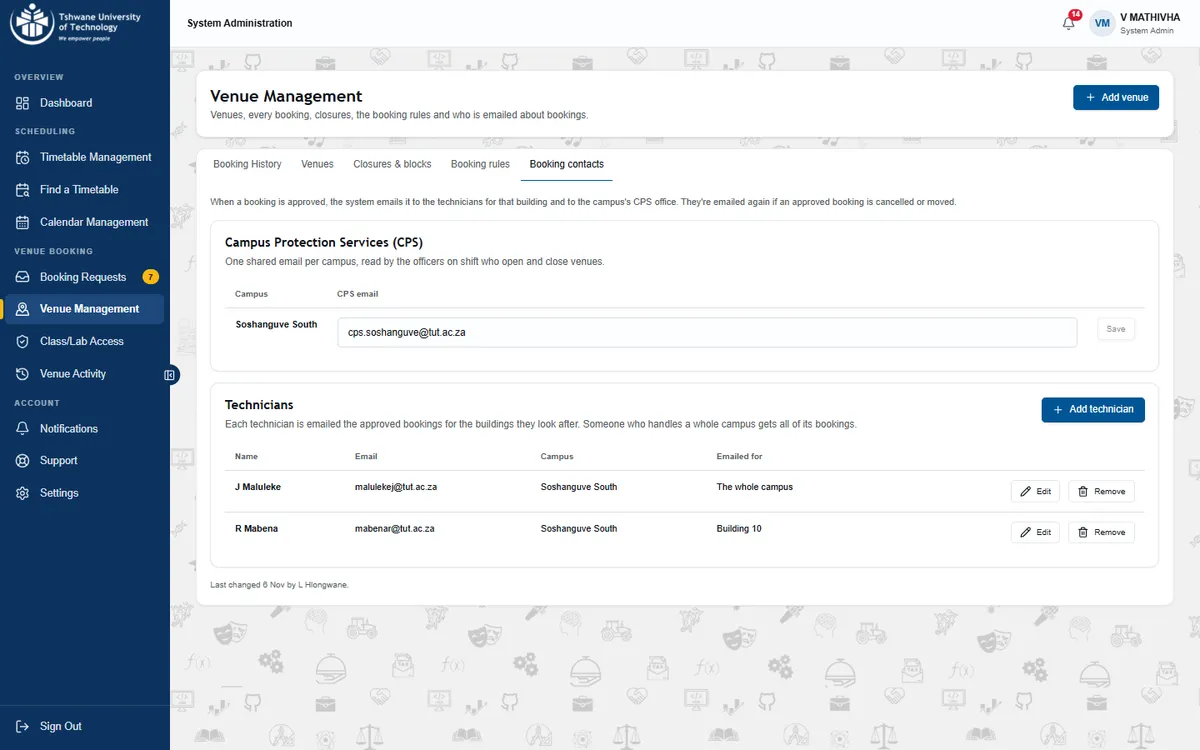 Tshwane University
of Technology
We empower people
System Administration
14
VM
V MATHIVHA
System Admin
OVERVIEW
Dashboard
SCHEDULING
Timetable Management
Find a Timetable
Calendar Management
VENUE BOOKING
Booking Requests
7
Venue Management
Class/Lab Access
Venue Activity
ACCOUNT
Notifications
Support
Settings
Sign Out
Venue Management
Venues, every booking, closures, the booking rules and who is emailed about bookings.
+ Add venue
Booking History
Venues
Closures & blocks
Booking rules
Booking contacts
When a booking is approved, the system emails it to the technicians for that building and to the campus's CPS office. They're emailed again if an approved booking is cancelled or moved.
Campus Protection Services (CPS)
One shared email per campus, read by the officers on shift who open and close venues.
Campus
CPS email
Soshanguve South
cps.soshanguve@tut.ac.za
Save
Technicians
Each technician is emailed the approved bookings for the buildings they look after. Someone who handles a whole campus gets all of its bookings.
+ Add technician
Name
Email
Campus
Emailed for
J Maluleke
malulekej@tut.ac.za
Soshanguve South
The whole campus
Edit
Remove
R Mabena
mabenar@tut.ac.za
Soshanguve South
Building 10
Edit
Remove
Last changed 6 Nov by L Hlongwane.